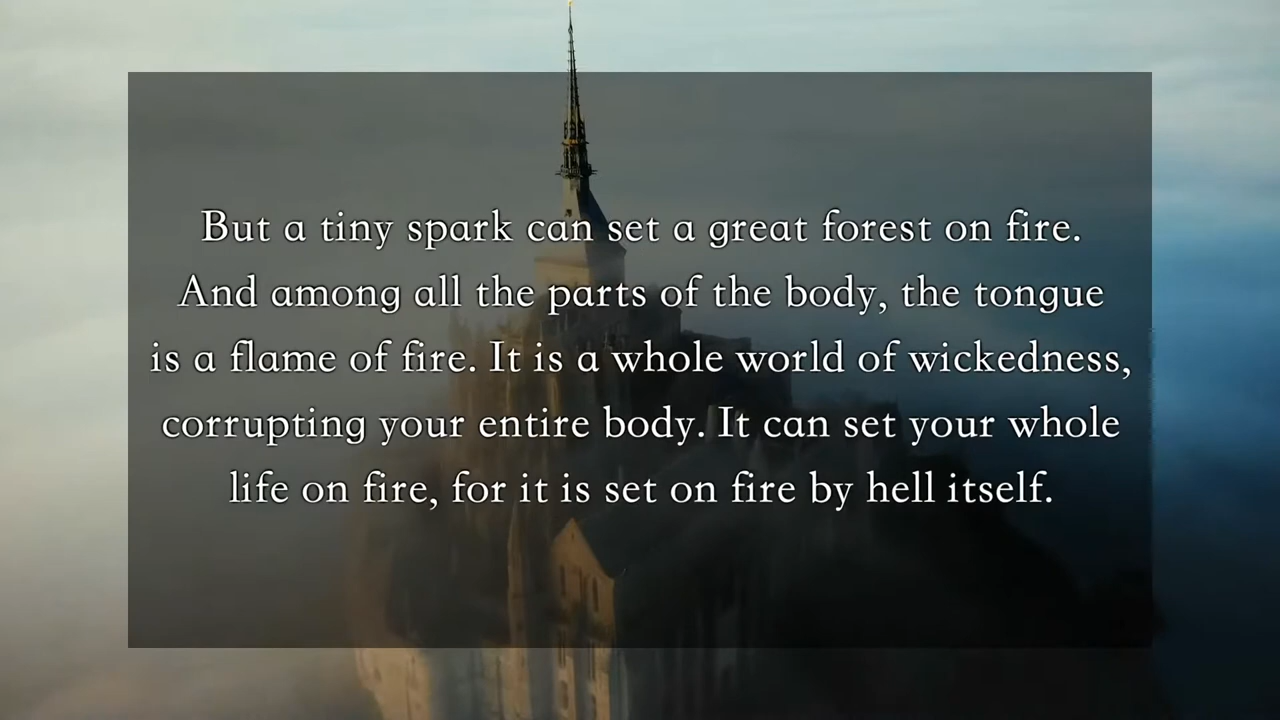 But a tiny spark can set a great forest on fire.
And among all the parts of the body, the tongue
is a flame of fire. It is a whole world of wickedness,
corrupting your entire body. It can set your whole
life on fire, for it is set on fire by hell itself.